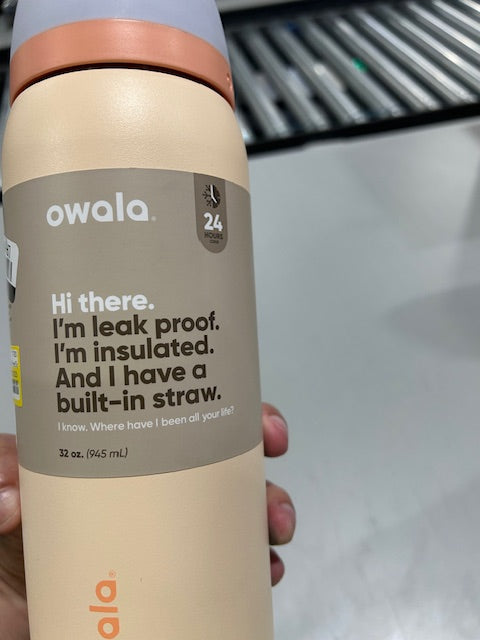 owala®
24
HOURS
COLD
Hi there.
I'm leak proof.
I'm insulated.
And I have a
built-in straw.
I know. Where have I been all your life?
32 oz. (945 mL)
ala®